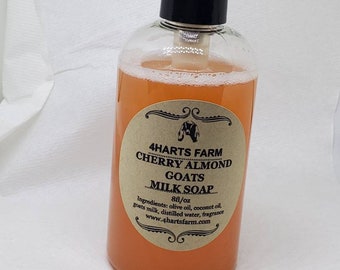 4HARTS FARM
CHERRY ALMOND
GOATS
MILK SOAP
8fl/oz
Ingredients: olive oil, coconut oil,
goats milk, distilled water, fragrance
www.4hartsfarm.com